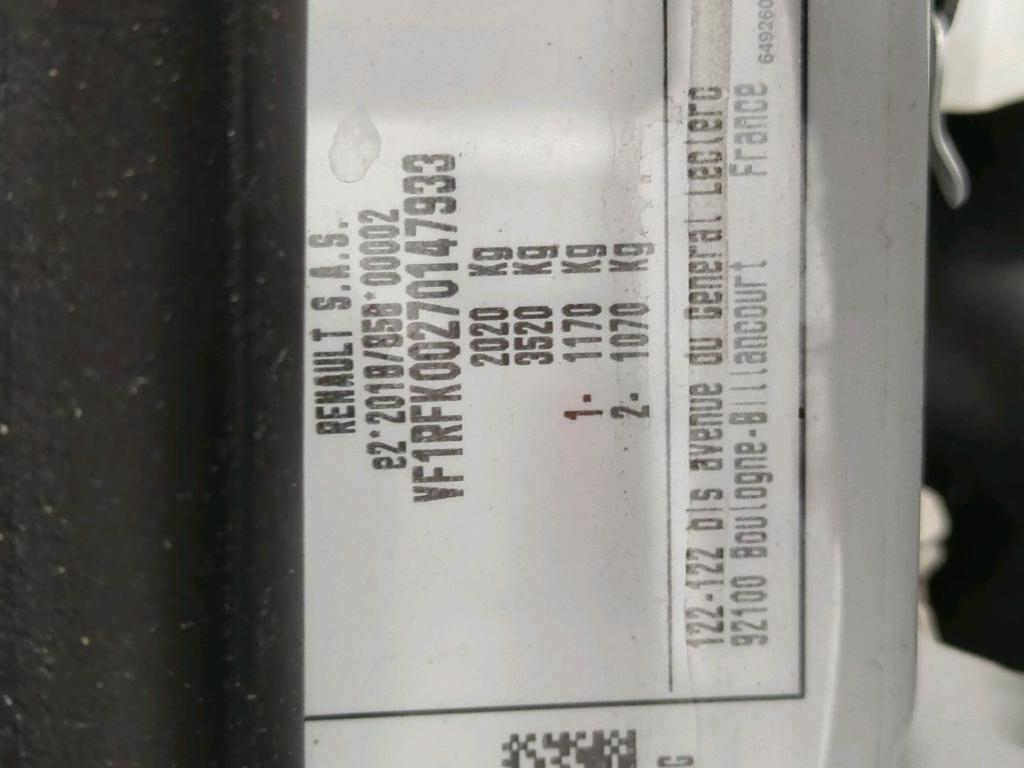 RENAULT S.A.S.
e2*2018/858*00002
VF1RFK00270147933
2020 Kg
3520 Kg
1- 1170 Kg
2- 1070 Kg
122-122 bis avenue du General Leclerc
92100 Boulogne-Billancourt France